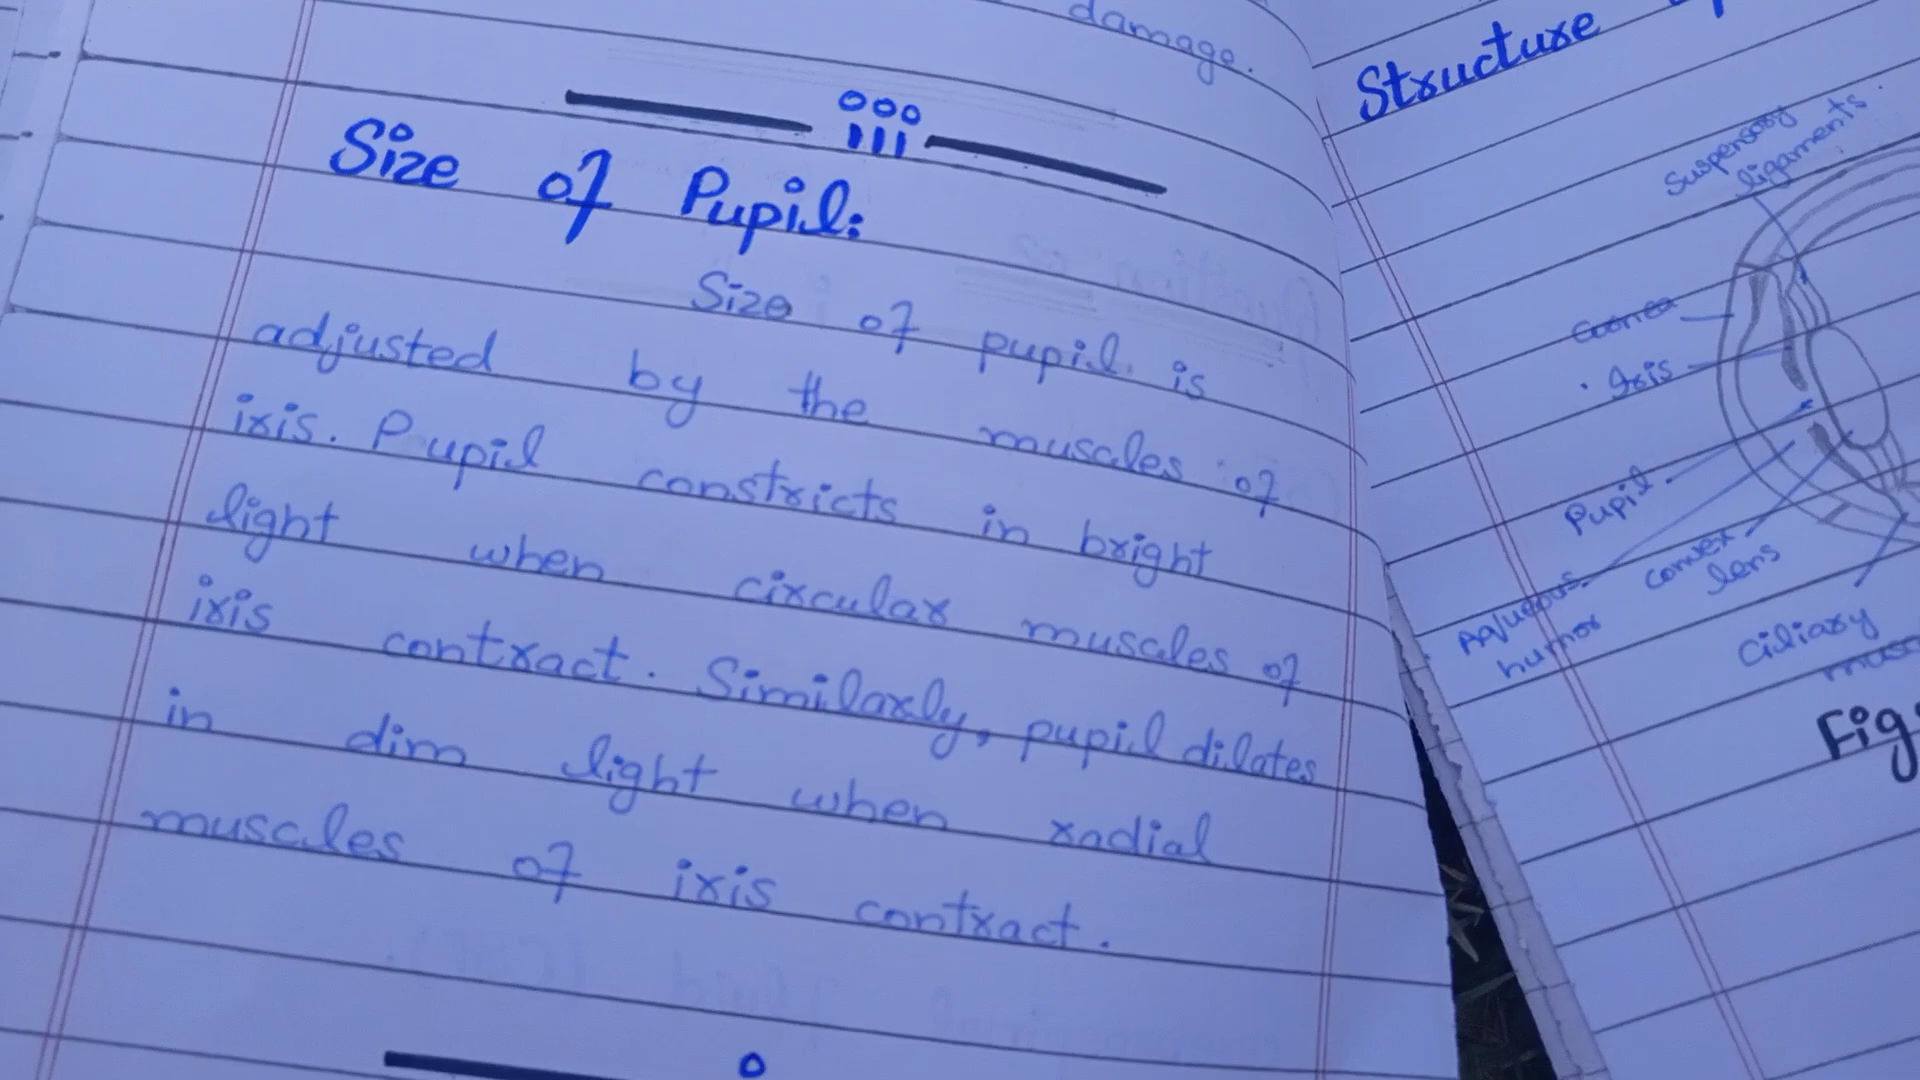 damage.
iii
Size of Pupil:
Size of pupil is
adjusted by the muscles of
iris. Pupil constricts in bright
light when circular muscles of
iris contract. Similarly, pupil dilates
in dim light when radial
muscles of iris contract.
Structure
Suspensory
ligaments.
Cornea
Iris
Pupil
convex
lens
Aqueous
humor
Ciliary
Fig: